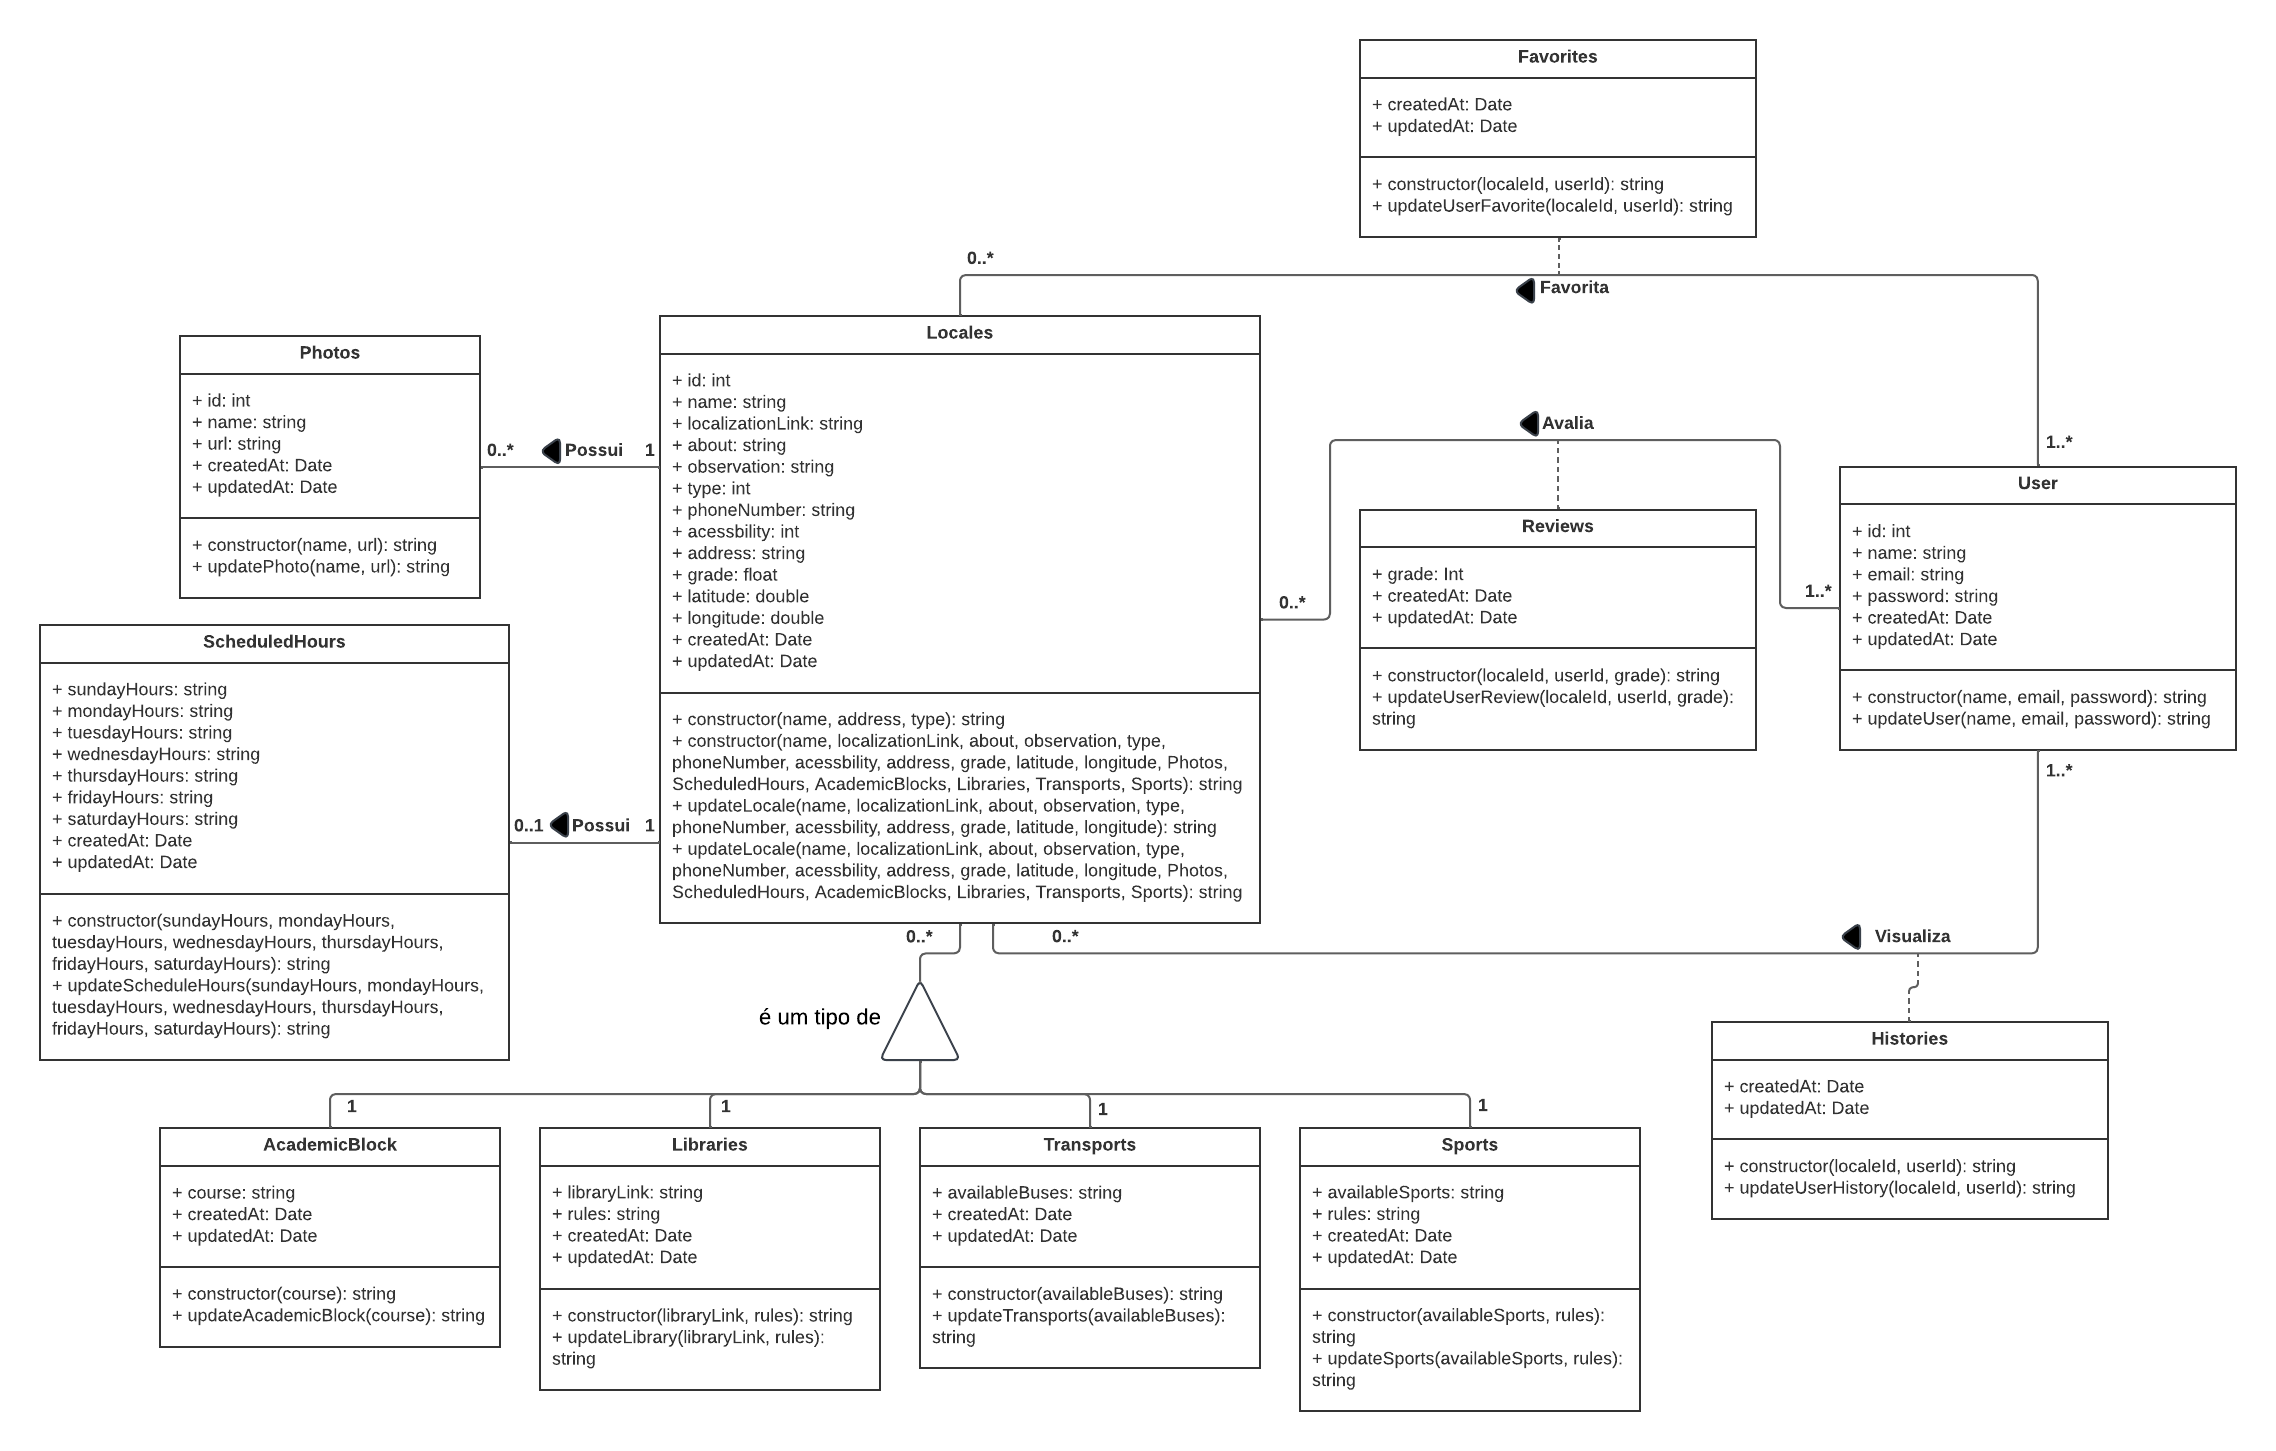 Favorites
+ createdAt: Date
+ updatedAt: Date
+ constructor(localeId, userId): string
+ updateUserFavorite(localeId, userId): string
0..*
Favorita
1..*
Photos
+ id: int
+ name: string
+ url: string
+ createdAt: Date
+ updatedAt: Date
+ constructor(name, url): string
+ updatePhoto(name, url): string
0..*
Possui
1
Locales
+ id: int
+ name: string
+ localizationLink: string
+ about: string
+ observation: string
+ type: int
+ phoneNumber: string
+ acessbility: int
+ address: string
+ grade: float
+ latitude: double
+ longitude: double
+ createdAt: Date
+ updatedAt: Date
+ constructor(name, address, type): string
+ constructor(name, localizationLink, about, observation, type,
phoneNumber, acessbility, address, grade, latitude, longitude, Photos,
ScheduledHours, AcademicBlocks, Libraries, Transports, Sports): string
+ updateLocale(name, localizationLink, about, observation, type,
phoneNumber, acessbility, address, grade, latitude, longitude): string
+ updateLocale(name, localizationLink, about, observation, type,
phoneNumber, acessbility, address, grade, latitude, longitude, Photos,
ScheduledHours, AcademicBlocks, Libraries, Transports, Sports): string
Avalia
0..*
1..*
Reviews
+ grade: Int
+ createdAt: Date
+ updatedAt: Date
+ constructor(localeId, userId, grade): string
+ updateUserReview(localeId, userId, grade):
string
User
+ id: int
+ name: string
+ email: string
+ password: string
+ createdAt: Date
+ updatedAt: Date
+ constructor(name, email, password): string
+ updateUser(name, email, password): string
1..*
ScheduledHours
+ sundayHours: string
+ mondayHours: string
+ tuesdayHours: string
+ wednesdayHours: string
+ thursdayHours: string
+ fridayHours: string
+ saturdayHours: string
+ createdAt: Date
+ updatedAt: Date
+ constructor(sundayHours, mondayHours,
tuesdayHours, wednesdayHours, thursdayHours,
fridayHours, saturdayHours): string
+ updateScheduleHours(sundayHours, mondayHours,
tuesdayHours, wednesdayHours, thursdayHours,
fridayHours, saturdayHours): string
0..1
Possui
1
0..*
0..*
Visualiza
é um tipo de
Histories
+ createdAt: Date
+ updatedAt: Date
+ constructor(localeId, userId): string
+ updateUserHistory(localeId, userId): string
1
1
1
1
AcademicBlock
+ course: string
+ createdAt: Date
+ updatedAt: Date
+ constructor(course): string
+ updateAcademicBlock(course): string
Libraries
+ libraryLink: string
+ rules: string
+ createdAt: Date
+ updatedAt: Date
+ constructor(libraryLink, rules): string
+ updateLibrary(libraryLink, rules):
string
Transports
+ availableBuses: string
+ createdAt: Date
+ updatedAt: Date
+ constructor(availableBuses): string
+ updateTransports(availableBuses):
string
Sports
+ availableSports: string
+ rules: string
+ createdAt: Date
+ updatedAt: Date
+ constructor(availableSports, rules):
string
+ updateSports(availableSports, rules):
string